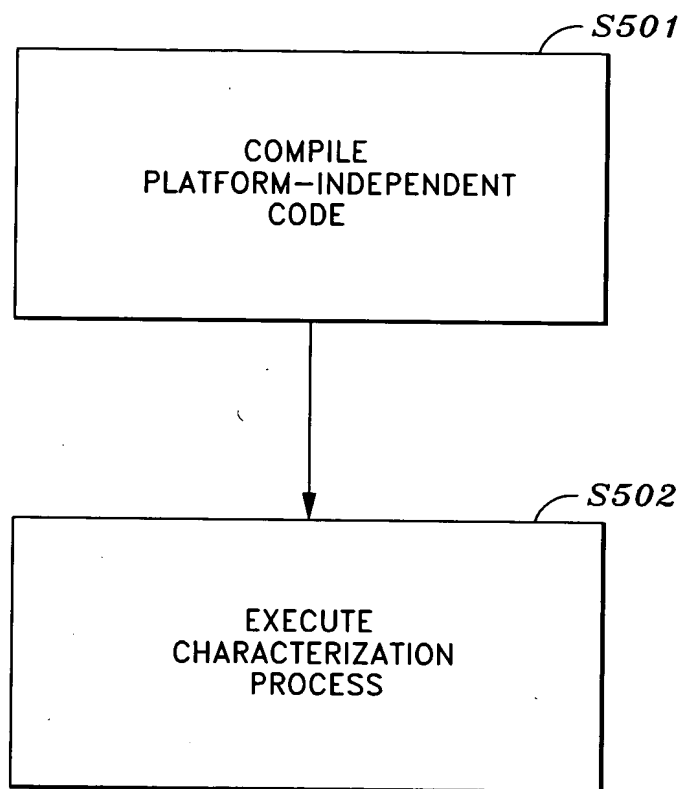 S501
COMPILE
PLATFORM-INDEPENDENT
CODE
S502
EXECUTE
CHARACTERIZATION
PROCESS